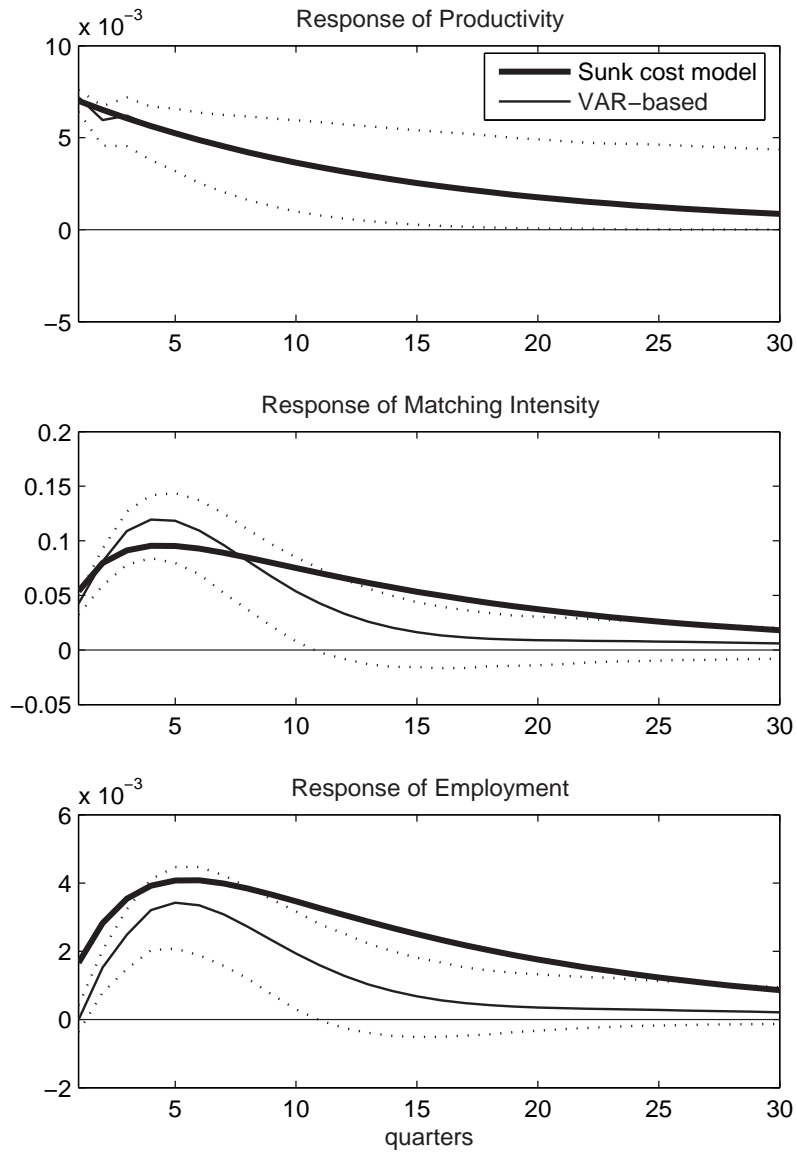 Response of Productivity
x 10−3
10
5
0
−5
5 10 15 20 25 30
Sunk cost model
VAR−based
Response of Matching Intensity
0.2
0.15
0.1
0.05
0
−0.05
5 10 15 20 25 30
Response of Employment
x 10−3
6
4
2
0
−2
5 10 15 20 25 30
quarters